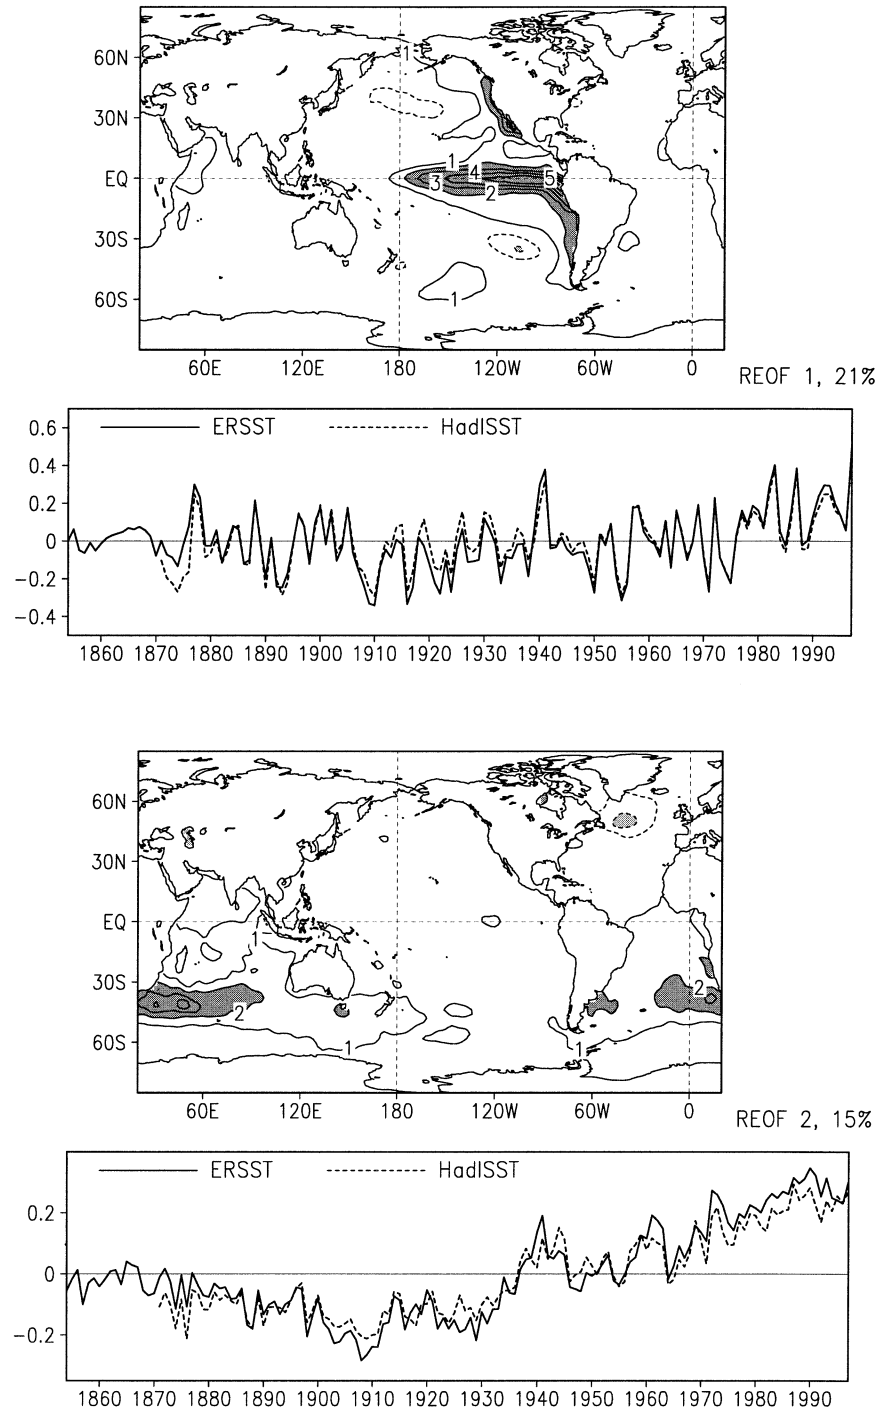 60N
30N
EQ
30S
60S
1
1
4
3
5
2
1
60E 120E 180 120W 60W 0
REOF 1, 21%
ERSST HadISST
0.6
0.4
0.2
0
−0.2
−0.4
1860 1870 1880 1890 1900 1910 1920 1930 1940 1950 1960 1970 1980 1990
60N
30N
EQ
30S
60S
1
2
2
1
1
60E 120E 180 120W 60W 0
REOF 2, 15%
ERSST HadISST
0.2
0
−0.2
1860 1870 1880 1890 1900 1910 1920 1930 1940 1950 1960 1970 1980 1990